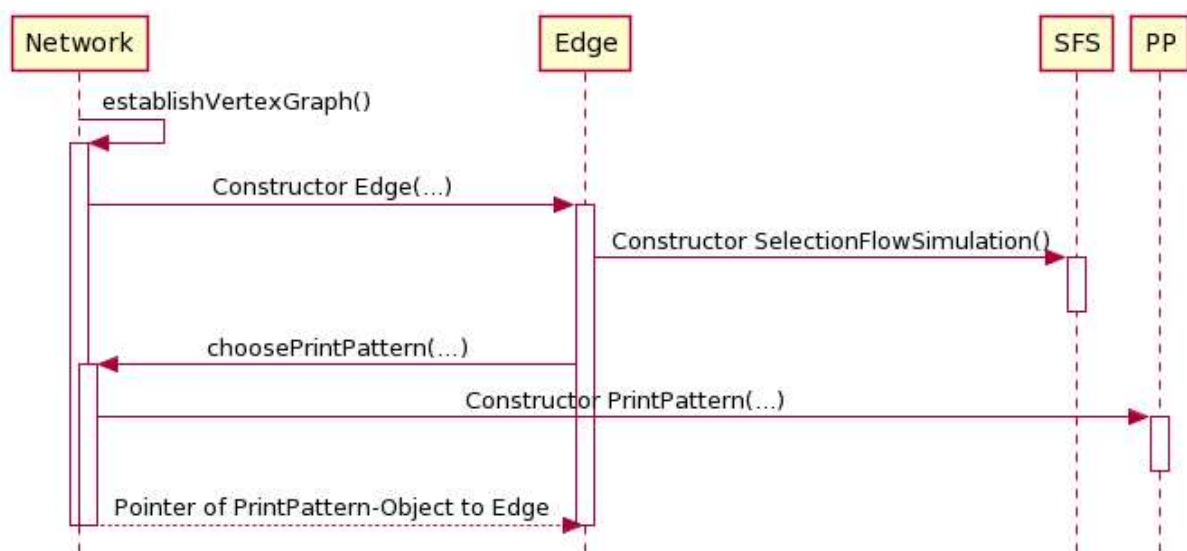 Network Edge SFS PP
establishVertexGraph()
Constructor Edge(...)
Constructor SelectionFlowSimulation()
choosePrintPattern(...)
Constructor PrintPattern(...)
Pointer of PrintPattern-Object to Edge